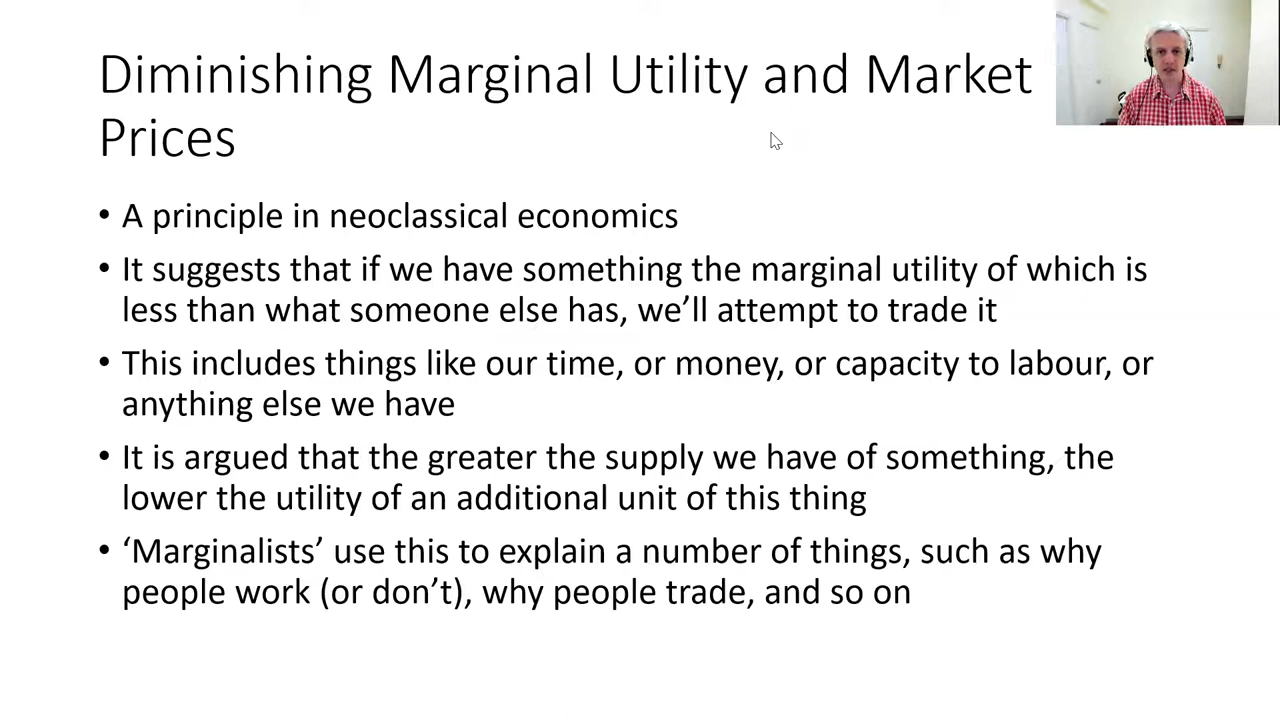 Diminishing Marginal Utility and Market
Prices
• A principle in neoclassical economics
• It suggests that if we have something the marginal utility of which is
less than what someone else has, we’ll attempt to trade it
• This includes things like our time, or money, or capacity to labour, or
anything else we have
• It is argued that the greater the supply we have of something, the
lower the utility of an additional unit of this thing
• ‘Marginalists’ use this to explain a number of things, such as why
people work (or don’t), why people trade, and so on